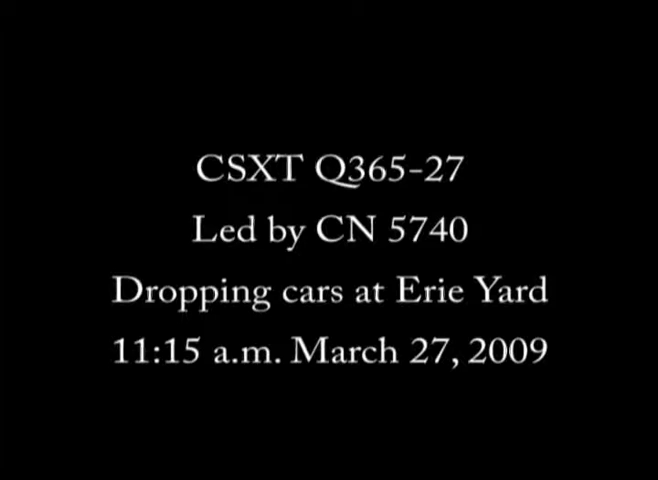 CSXT Q365-27
Led by CN 5740
Dropping cars at Erie Yard
11:15 a.m. March 27, 2009